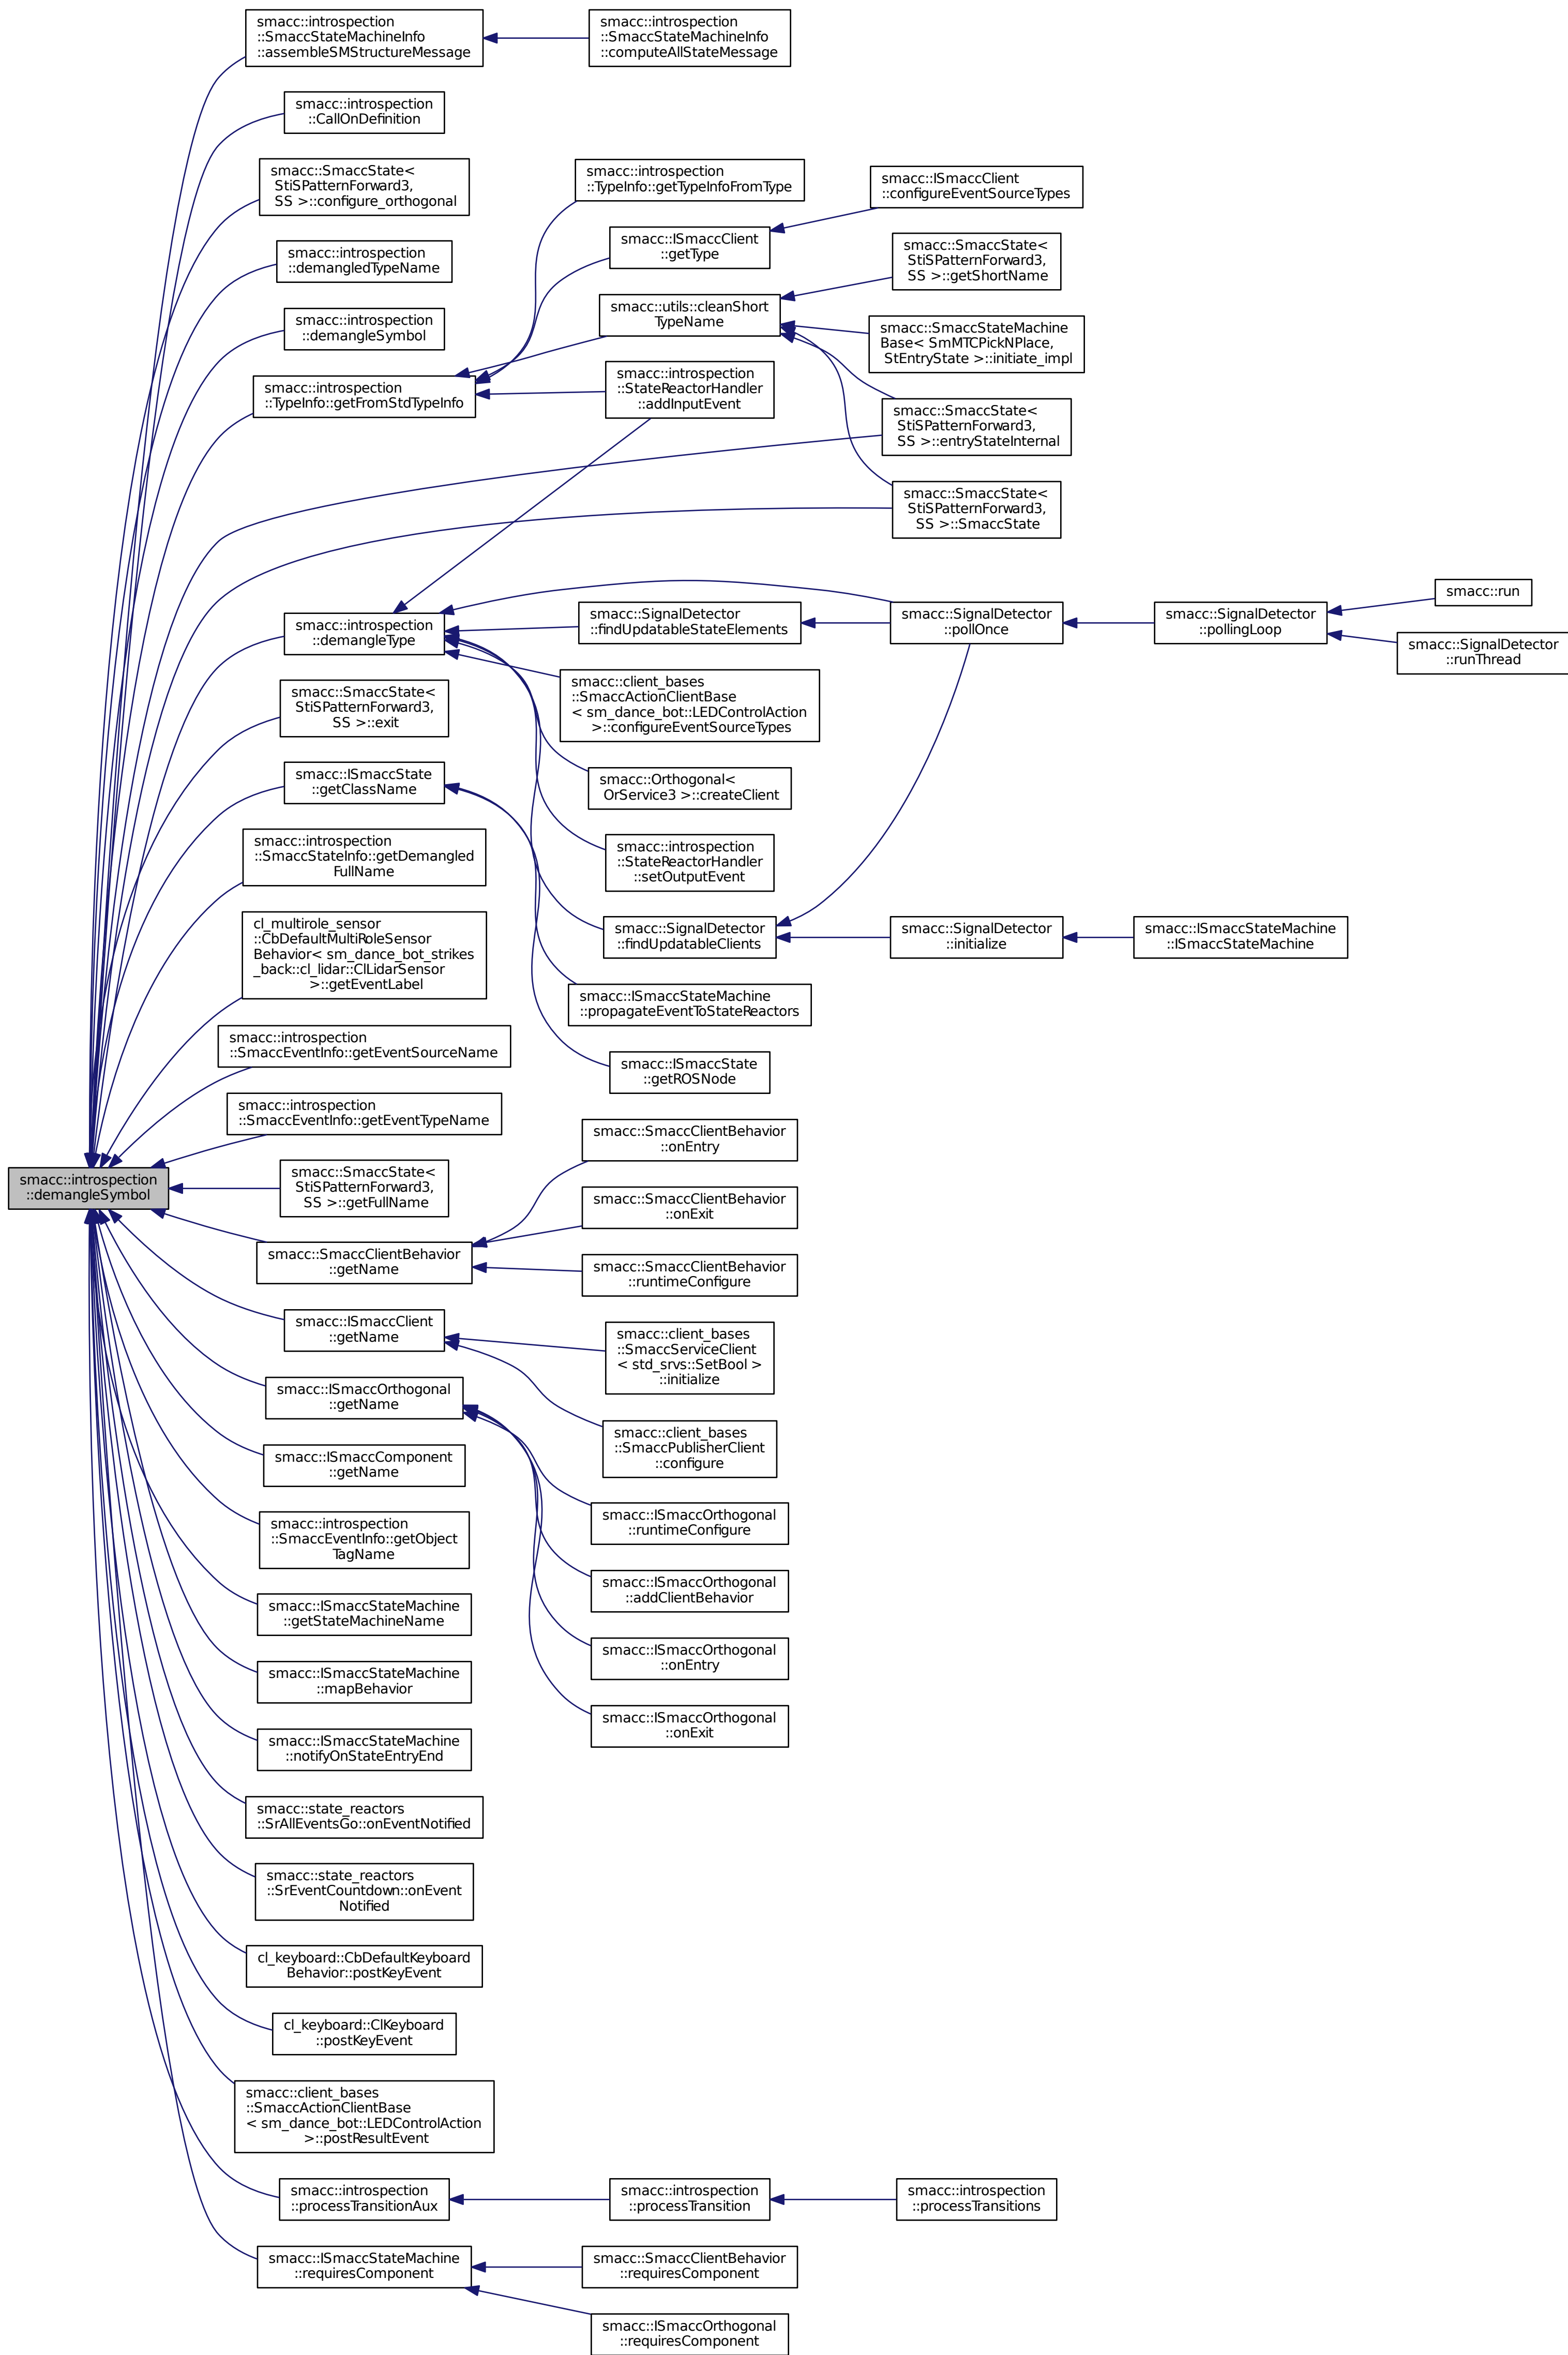 smacc::introspection
::SmaccStateMachineInfo
::assembleSMStructureMessage
smacc::introspection
::SmaccStateMachineInfo
::computeAllStateMessage
smacc::introspection
::CallOnDefinition
smacc::SmaccState<
StiSPatternForward3,
SS >::configure_orthogonal
smacc::introspection
::TypeInfo::getTypeInfoFromType
smacc::ISmaccClient
::configureEventSourceTypes
smacc::introspection
::demangledTypeName
smacc::ISmaccClient
::getType
smacc::SmaccState<
StiSPatternForward3,
SS >::getShortName
smacc::introspection
::demangleSymbol
smacc::utils::cleanShort
TypeName
smacc::SmaccStateMachine
Base< SmMTCPickNPlace,
StEntryState >::initiate_impl
smacc::introspection
::TypeInfo::getFromStdTypeInfo
smacc::introspection
::StateReactorHandler
::addInputEvent
smacc::SmaccState<
StiSPatternForward3,
SS >::entryStateInternal
smacc::SmaccState<
StiSPatternForward3,
SS >::SmaccState
smacc::introspection
::demangleType
smacc::SignalDetector
::findUpdatableStateElements
smacc::SignalDetector
::pollOnce
smacc::SignalDetector
::pollingLoop
smacc::run
smacc::SignalDetector
::runThread
smacc::SmaccState<
StiSPatternForward3,
SS >::exit
smacc::client_bases
::SmaccActionClientBase
< sm_dance_bot::LEDControlAction
>::configureEventSourceTypes
smacc::ISmaccState
::getClassName
smacc::Orthogonal<
OrService3 >::createClient
smacc::introspection
::SmaccStateInfo::getDemangled
FullName
smacc::introspection
::StateReactorHandler
::setOutputEvent
cl_multirole_sensor
::CbDefaultMultiRoleSensor
Behavior< sm_dance_bot_strikes
_back::cl_lidar::ClLidarSensor
>::getEventLabel
smacc::SignalDetector
::findUpdatableClients
smacc::SignalDetector
::initialize
smacc::ISmaccStateMachine
::ISmaccStateMachine
smacc::ISmaccStateMachine
::propagateEventToStateReactors
smacc::introspection
::SmaccEventInfo::getEventSourceName
smacc::ISmaccState
::getROSNode
smacc::introspection
::SmaccEventInfo::getEventTypeName
smacc::SmaccClientBehavior
::onEntry
smacc::introspection
::demangleSymbol
smacc::SmaccState<
StiSPatternForward3,
SS >::getFullName
smacc::SmaccClientBehavior
::onExit
smacc::SmaccClientBehavior
::getName
smacc::SmaccClientBehavior
::runtimeConfigure
smacc::ISmaccClient
::getName
smacc::client_bases
::SmaccServiceClient
< std_srvs::SetBool >
::initialize
smacc::ISmaccOrthogonal
::getName
smacc::client_bases
::SmaccPublisherClient
::configure
smacc::ISmaccComponent
::getName
smacc::introspection
::SmaccEventInfo::getObject
TagName
smacc::ISmaccOrthogonal
::runtimeConfigure
smacc::ISmaccOrthogonal
::addClientBehavior
smacc::ISmaccStateMachine
::getStateMachineName
smacc::ISmaccOrthogonal
::onEntry
smacc::ISmaccStateMachine
::mapBehavior
smacc::ISmaccOrthogonal
::onExit
smacc::ISmaccStateMachine
::notifyOnStateEntryEnd
smacc::state_reactors
::SrAllEventsGo::onEventNotified
smacc::state_reactors
::SrEventCountdown::onEvent
Notified
cl_keyboard::CbDefaultKeyboard
Behavior::postKeyEvent
cl_keyboard::ClKeyboard
::postKeyEvent
smacc::client_bases
::SmaccActionClientBase
< sm_dance_bot::LEDControlAction
>::postResultEvent
smacc::introspection
::processTransitionAux
smacc::introspection
::processTransition
smacc::introspection
::processTransitions
smacc::ISmaccStateMachine
::requiresComponent
smacc::SmaccClientBehavior
::requiresComponent
smacc::ISmaccOrthogonal
::requiresComponent